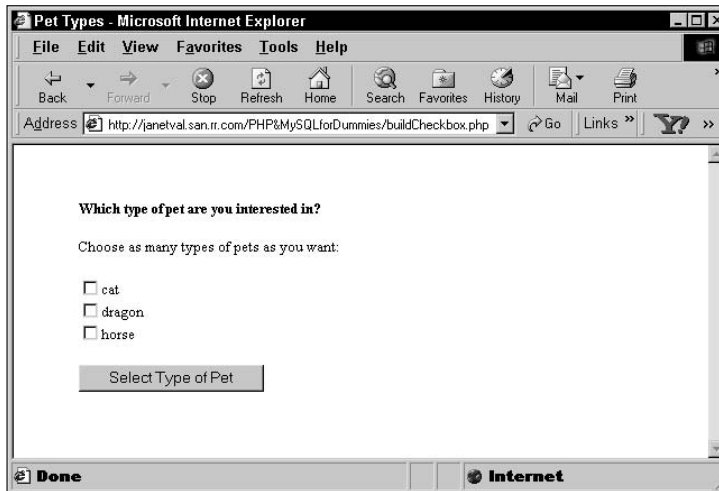 Pet Types - Microsoft Internet Explorer
File Edit View Favorites Tools Help
Back Forward Stop Refresh Home Search Favorites History Mail Print »
Address http://janetval.san.rr.com/PHP&MySQLforDummies/buildCheckbox.php Go Links » Y? »
Which type of pet are you interested in?
Choose as many types of pets as you want:
cat
dragon
horse
Select Type of Pet
Done Internet